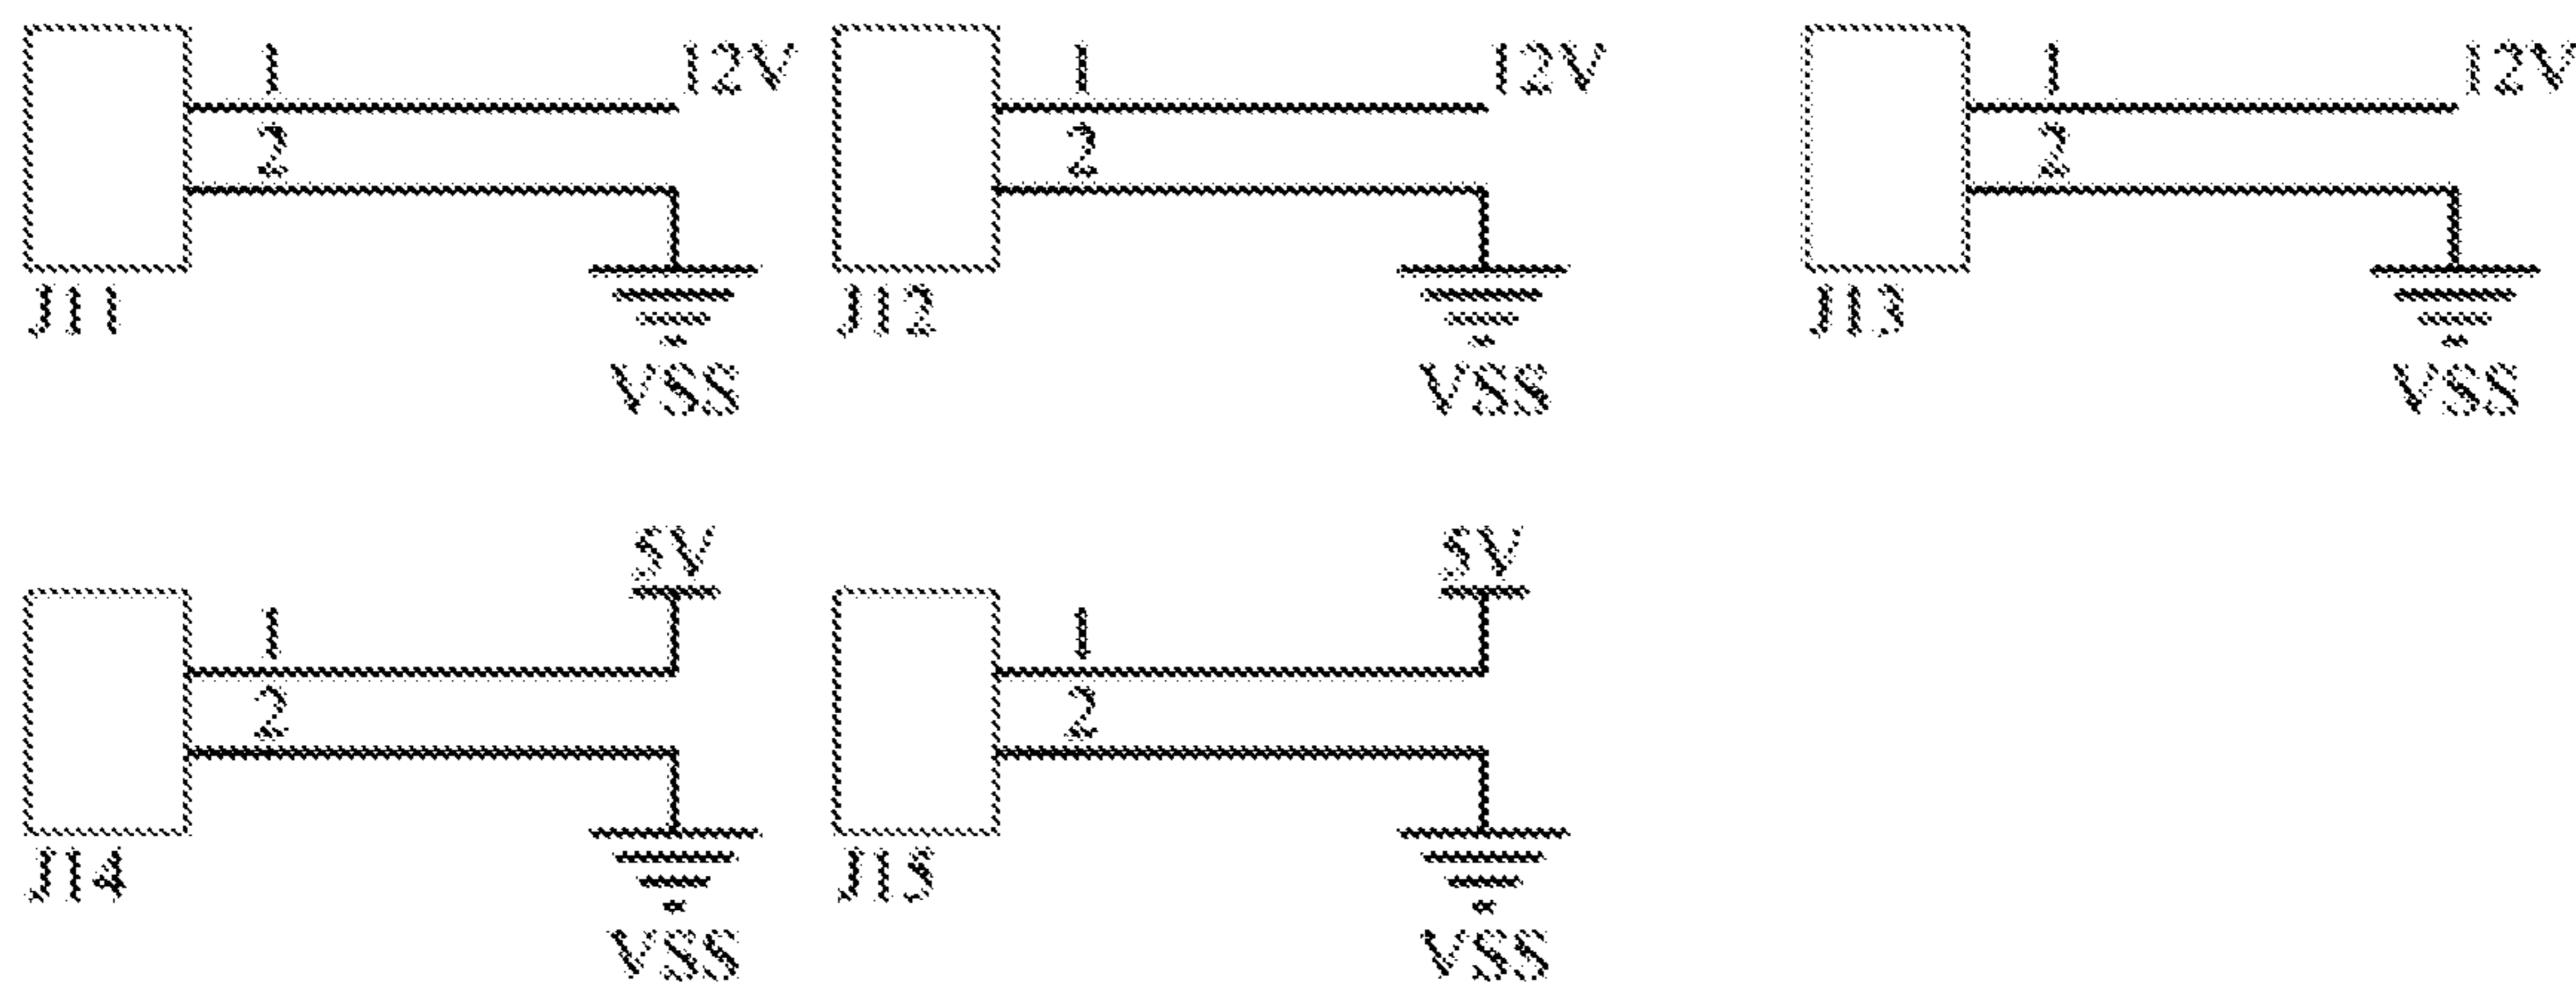 1 12V 1 12V 1 12V
2 2 2
J11 J12 J13
VSS VSS VSS
5V 5V
1 1
2 2
J14 J15
VSS VSS